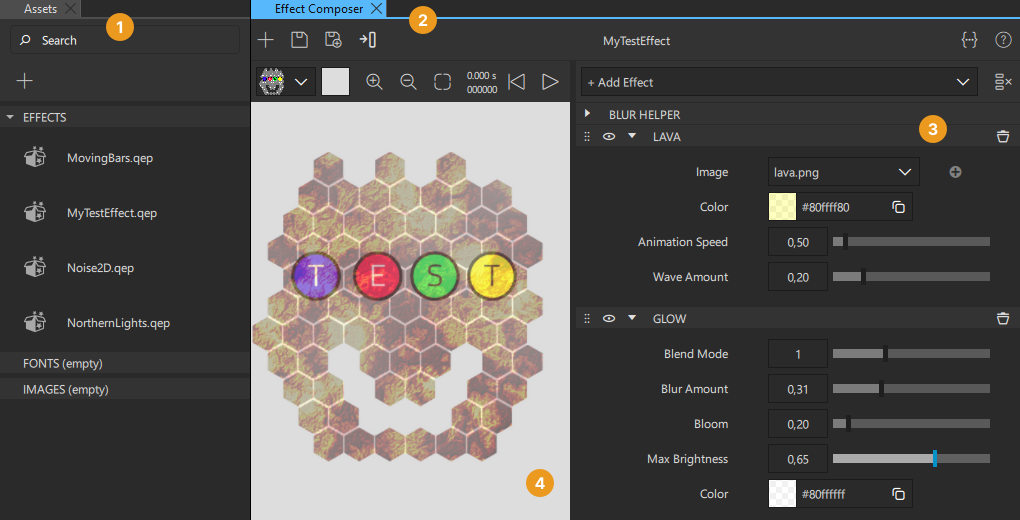 Assets
1
Search
EFFECTS
MovingBars.qep
MyTestEffect.qep
Noise2D.qep
NorthernLights.qep
FONTS (empty)
IMAGES (empty)
Effect Composer
2
MyTestEffect
{··}
?
0.000 s
000000
T E S T
4
+ Add Effect
BLUR HELPER
3
LAVA
Image lava.png
Color #80ffff80
Animation Speed 0,50
Wave Amount 0,20
GLOW
Blend Mode 1
Blur Amount 0,31
Bloom 0,20
Max Brightness 0,65
Color #80ffffff